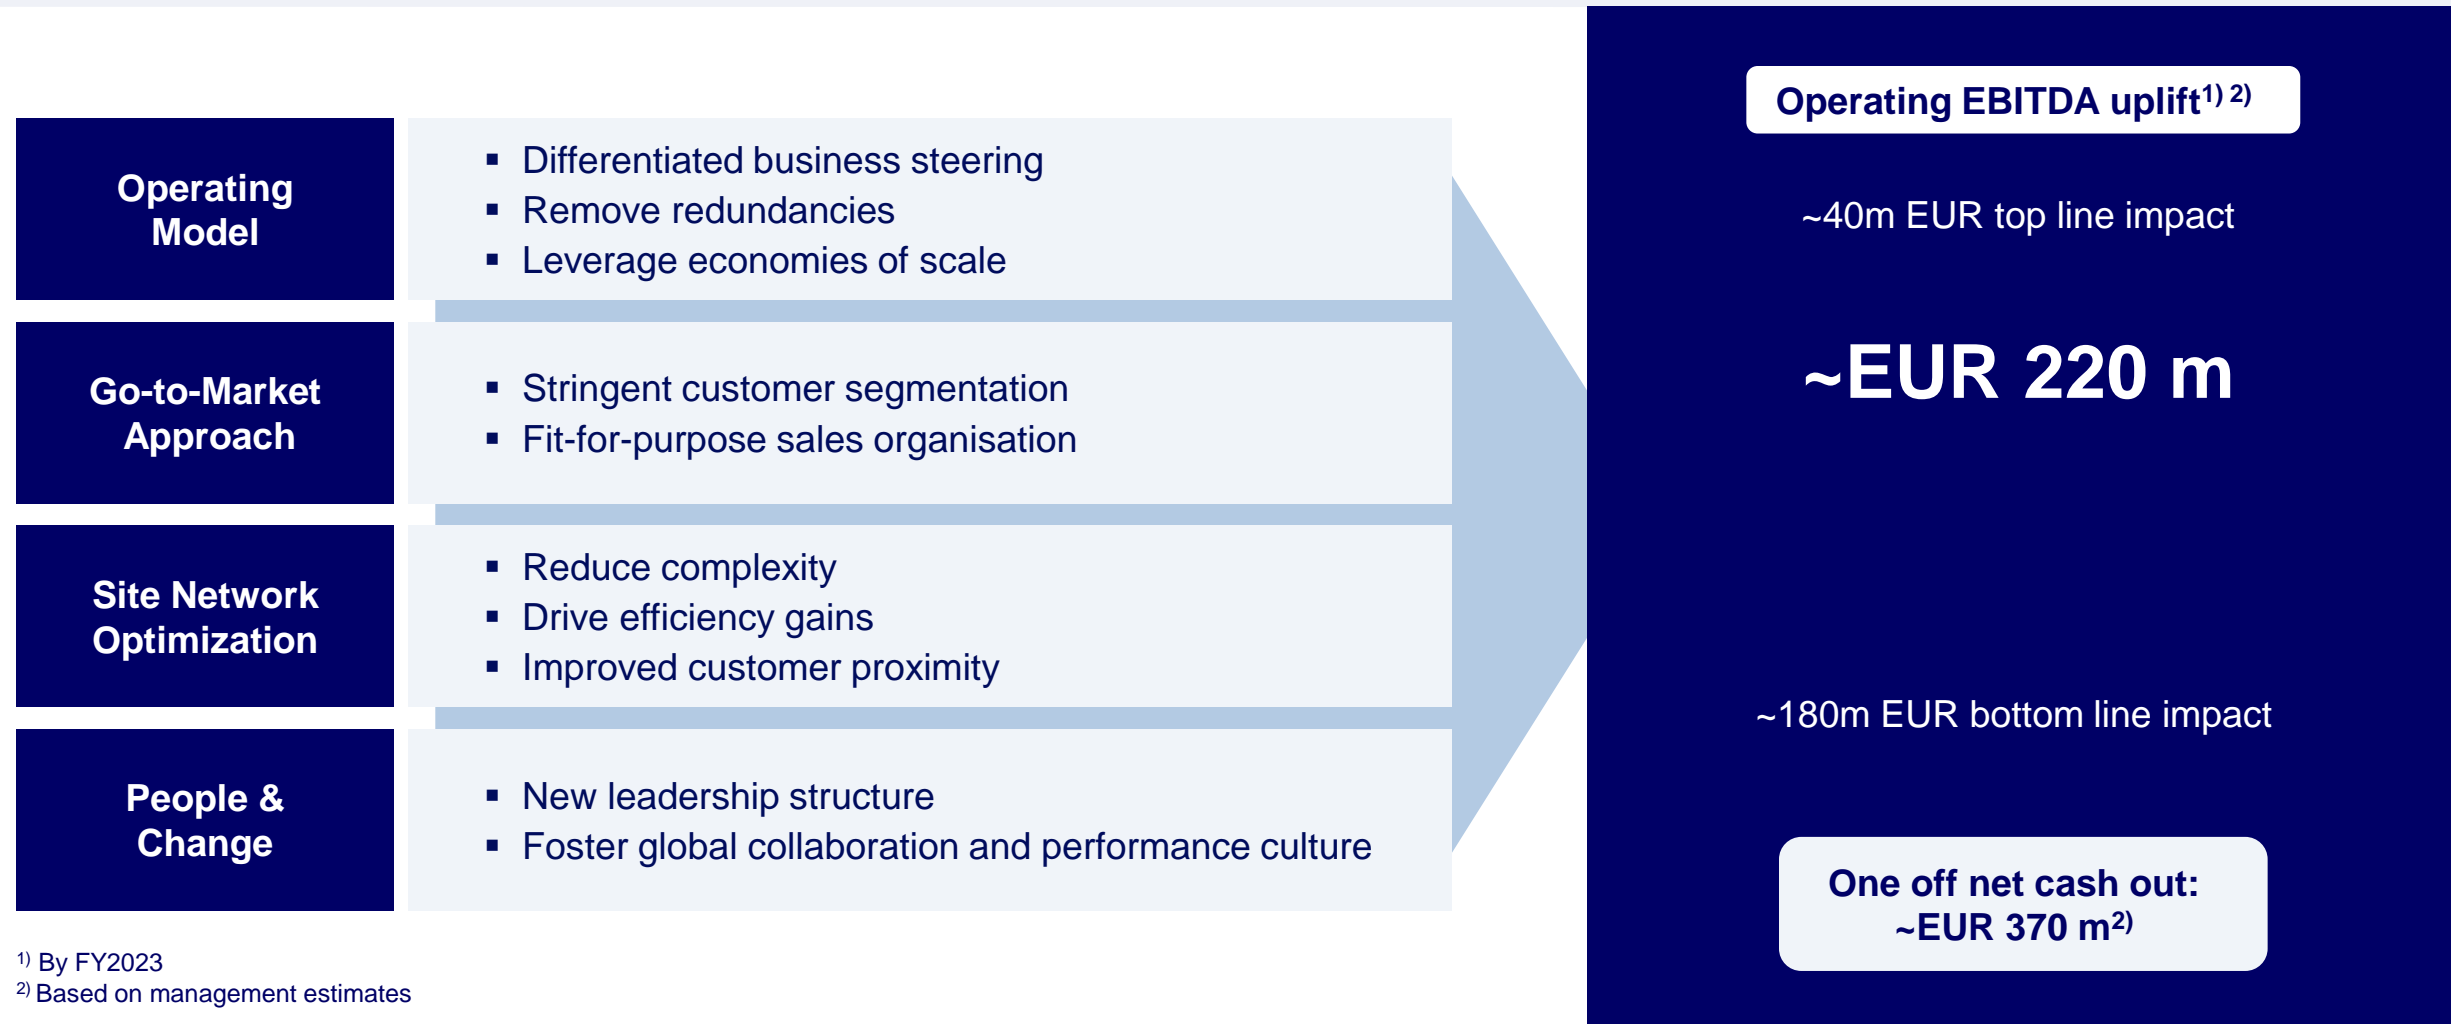 Operating
Model
▪ Differentiated business steering
▪ Remove redundancies
▪ Leverage economies of scale
Go-to-Market
Approach
▪ Stringent customer segmentation
▪ Fit-for-purpose sales organisation
Site Network
Optimization
▪ Reduce complexity
▪ Drive efficiency gains
▪ Improved customer proximity
People &
Change
▪ New leadership structure
▪ Foster global collaboration and performance culture
Operating EBITDA uplift1) 2)
~40m EUR top line impact
~EUR 220 m
~180m EUR bottom line impact
One off net cash out:
~EUR 370 m2)
1) By FY2023
2) Based on management estimates